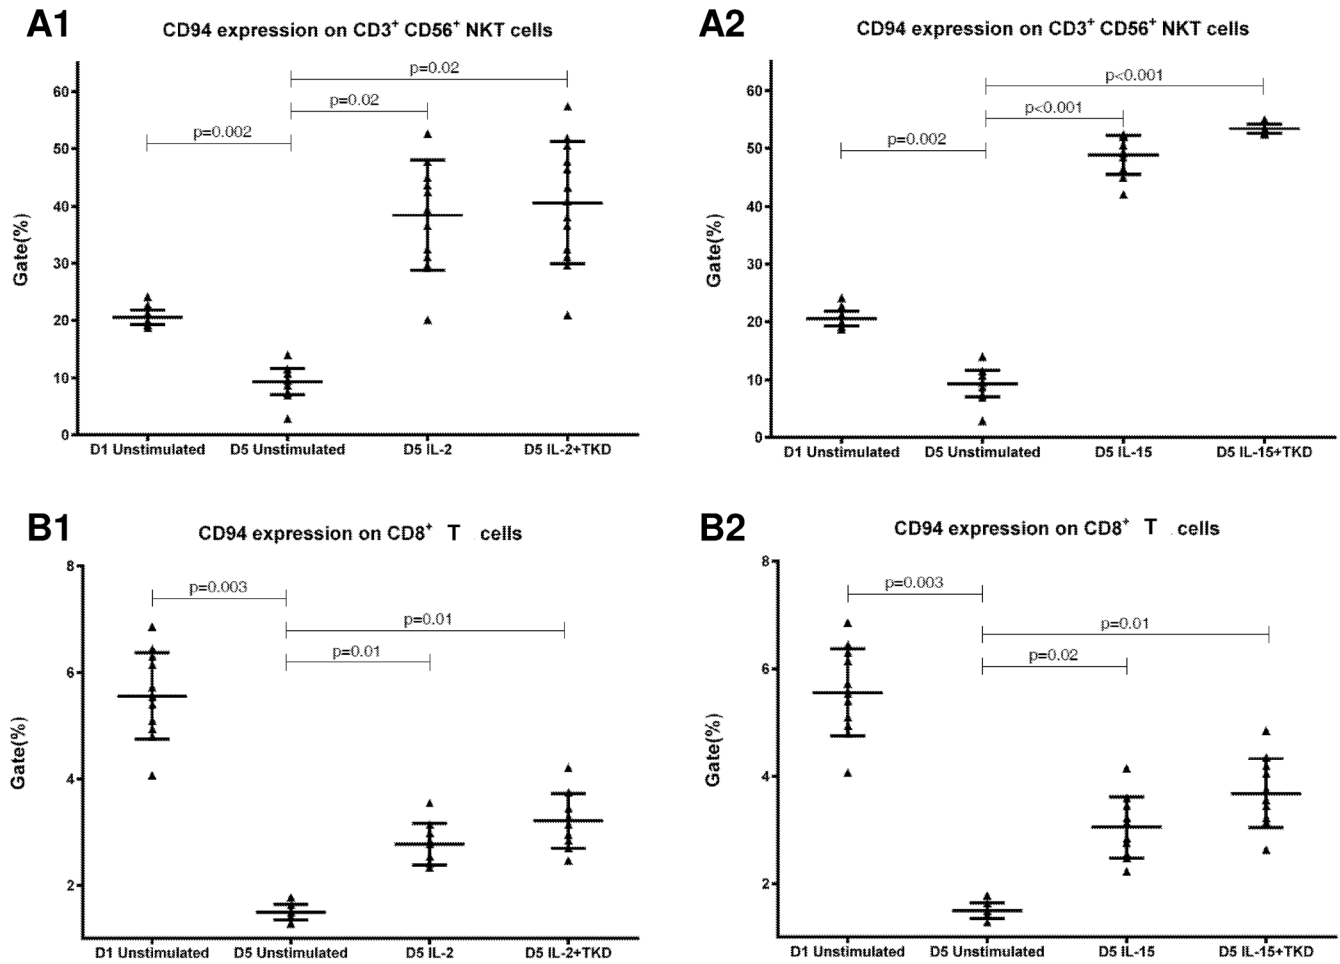 A1
CD94 expression on CD3+ CD56+ NKT cells
p=0.02
p=0.02
p=0.002
60
50
40
30
20
10
0
Gate(%)
D1 Unstimulated D5 Unstimulated D5 IL-2 D5 IL-2+TKD
A2
CD94 expression on CD3+ CD56+ NKT cells
p<0.001
p<0.001
p=0.002
60
50
40
30
20
10
0
Gate(%)
D1 Unstimulated D5 Unstimulated D5 IL-15 D5 IL-15+TKD
B1
CD94 expression on CD8+ T cells
p=0.003
p=0.01
p=0.01
8
6
4
2
Gate(%)
D1 Unstimulated D5 Unstimulated D5 IL-2 D5 IL-2+TKD
B2
CD94 expression on CD8+ T cells
p=0.003
p=0.01
p=0.02
8
6
4
2
Gate(%)
D1 Unstimulated D5 Unstimulated D5 IL-15 D5 IL-15+TKD